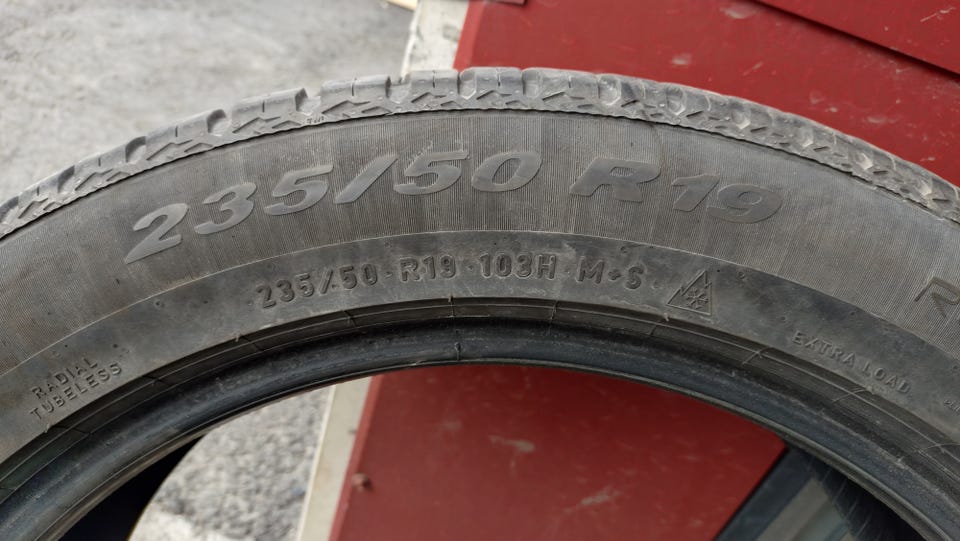 235/50 R19
235/50 R19 103H M+S
RADIAL
TUBELESS
EXTRA LOAD